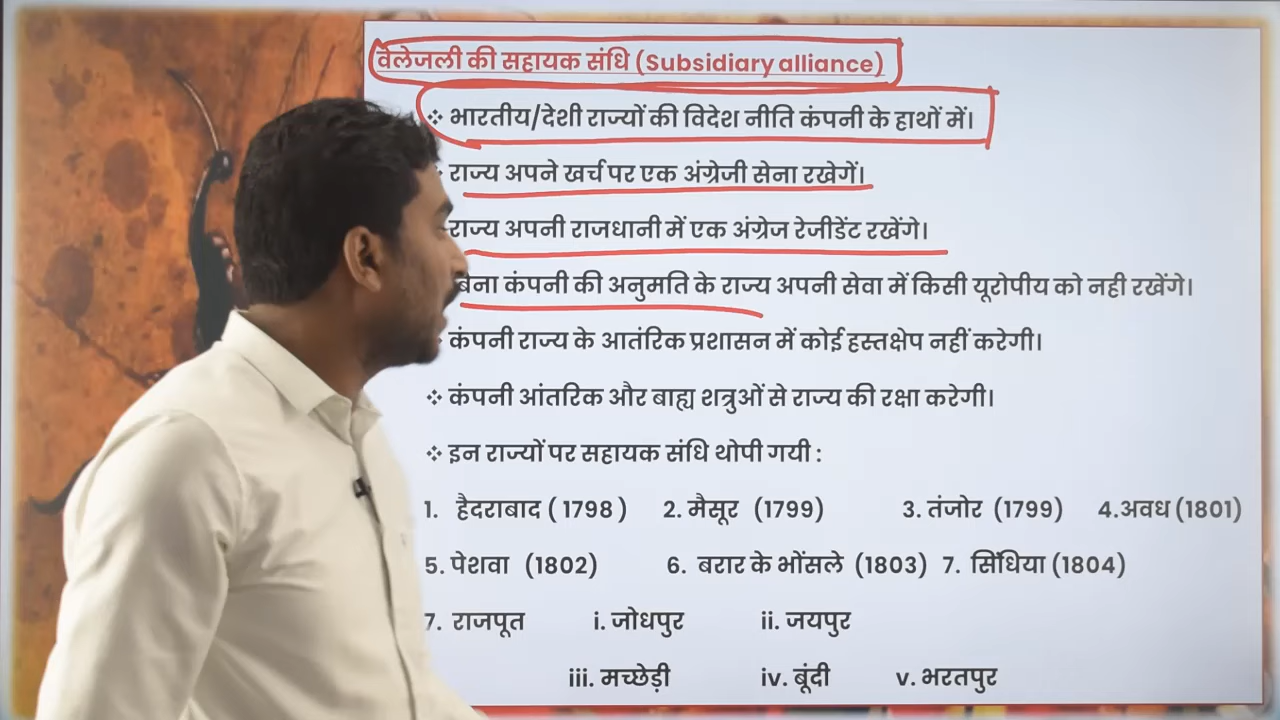 वेलेजली की सहायक संधि (Subsidiary alliance)
भारतीय/देशी राज्यों की विदेश नीति कंपनी के हाथों में।
राज्य अपने खर्च पर एक अंग्रेजी सेना रखेगें।
राज्य अपनी राजधानी में एक अंग्रेज रेजीडेंट रखेंगे।
बिना कंपनी की अनुमति के राज्य अपनी सेवा में किसी यूरोपीय को नही रखेंगे।
कंपनी राज्य के आतंरिक प्रशासन में कोई हस्तक्षेप नहीं करेगी।
कंपनी आंतरिक और बाह्य शत्रुओं से राज्य की रक्षा करेगी।
इन राज्यों पर सहायक संधि थोपी गयी :
1. हैदराबाद ( 1798 ) 2. मैसूर (1799) 3. तंजोर (1799) 4.अवध (1801)
5. पेशवा (1802) 6. बरार के भोंसले (1803) 7. सिंधिया (1804)
7. राजपूत i. जोधपुर ii. जयपुर
iii. मच्छेड़ी iv. बूंदी v. भरतपुर